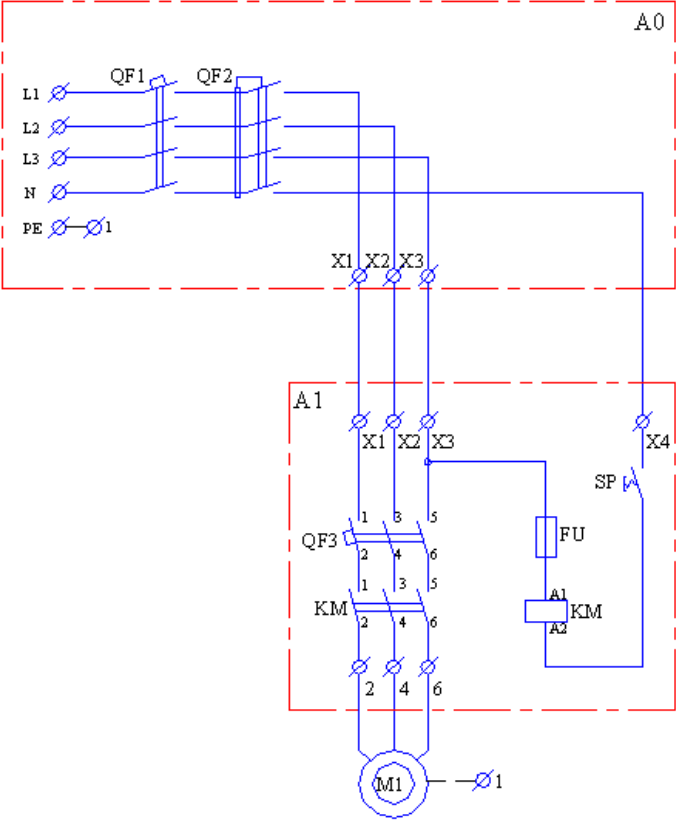 A0
QF1 QF2
L1
L2
L3
N
PE 1
X1 X2 X3
A1
X1 X2 X3 X4
SP
1 3 5
QF3 FU
2 4 6
1 3 5 A1
KM KM
2 4 6 A2
2 4 6
M1 1